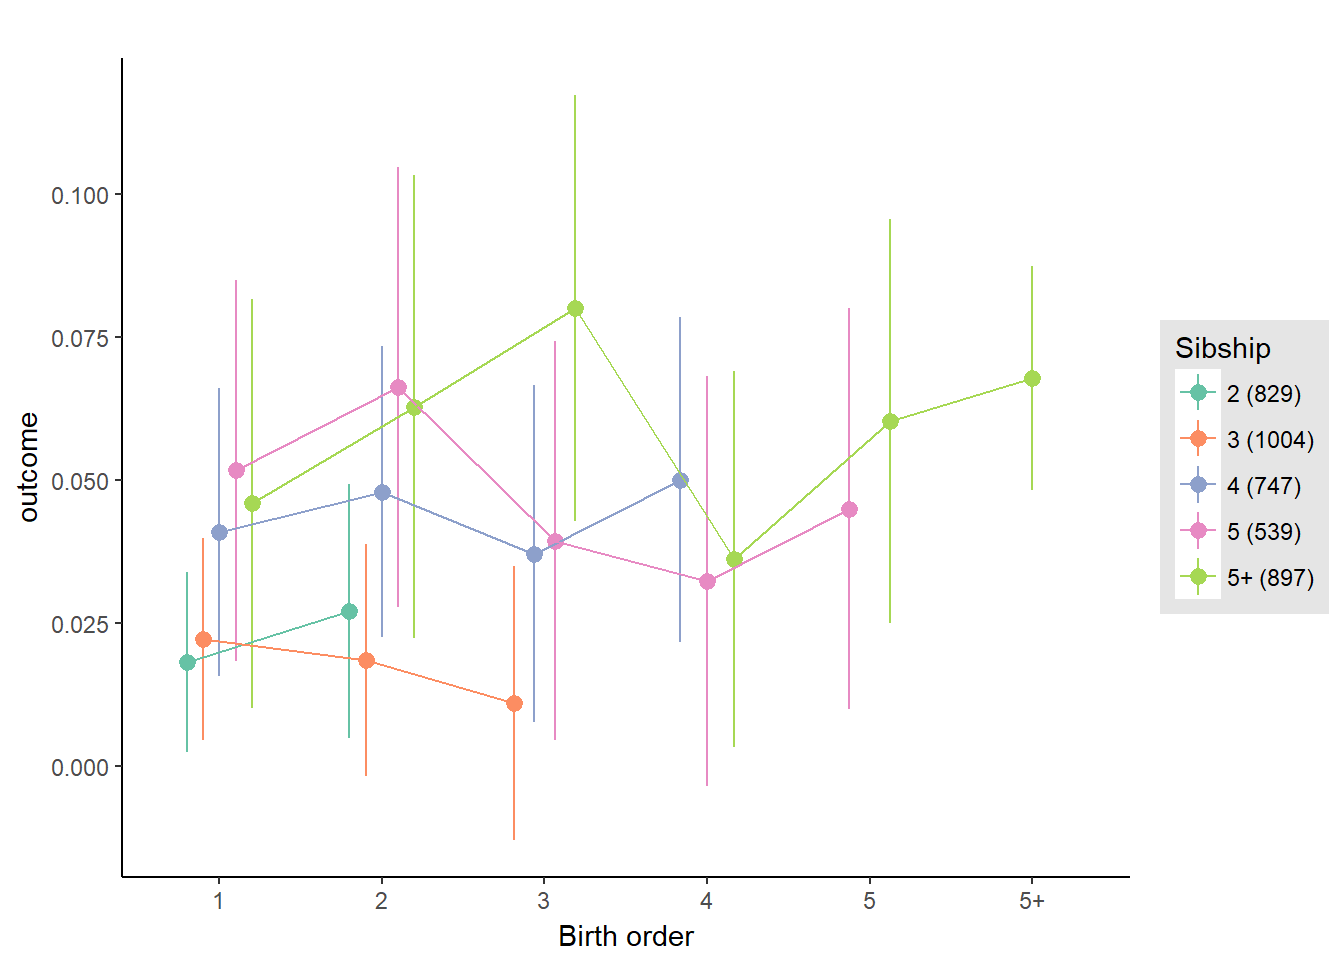 0.100
0.075
0.050
0.025
0.000
outcome
1 2 3 4 5 5+
Birth order
Sibship
2 (829)
3 (1004)
4 (747)
5 (539)
5+ (897)